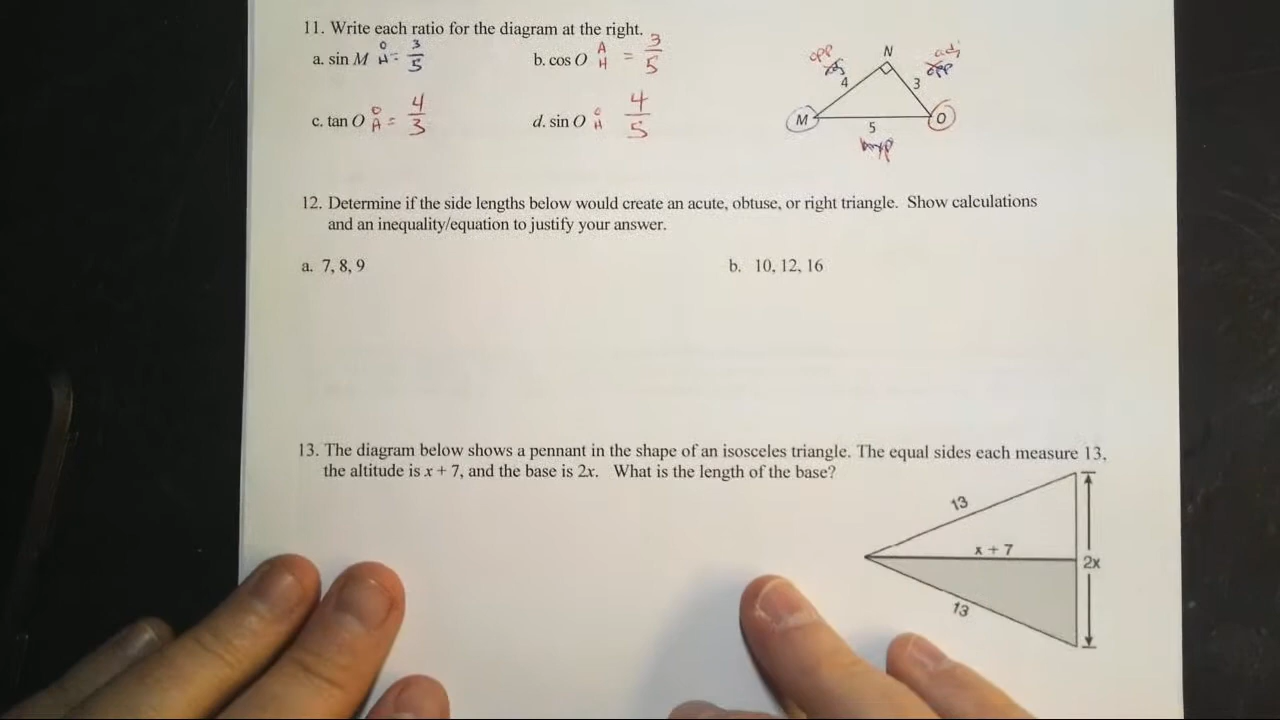 11. Write each ratio for the diagram at the right.
a. sin M O/H = 3/5
b. cos O A/H = 3/5
c. tan O O/A = 4/3
d. sin O O/H 4/5
opp
N
adj
opp
4
3
M
O
5
hyp
12. Determine if the side lengths below would create an acute, obtuse, or right triangle. Show calculations
and an inequality/equation to justify your answer.
a. 7, 8, 9
b. 10, 12, 16
13. The diagram below shows a pennant in the shape of an isosceles triangle. The equal sides each measure 13,
the altitude is x + 7, and the base is 2x. What is the length of the base?
13
x + 7
2x
13